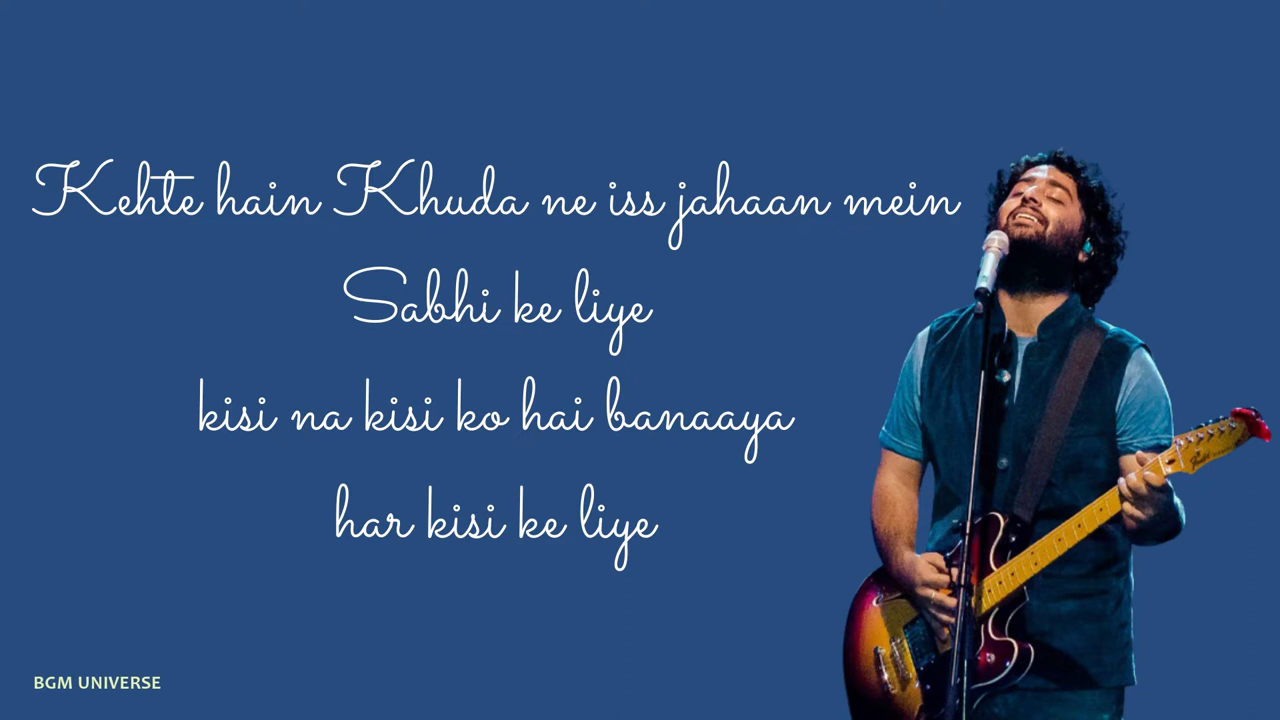 Kehte hain Khuda ne iss jahaan mein
Sabhi ke liye
kisi na kisi ko hai banaaya
har kisi ke liye
Fender
BGM UNIVERSE